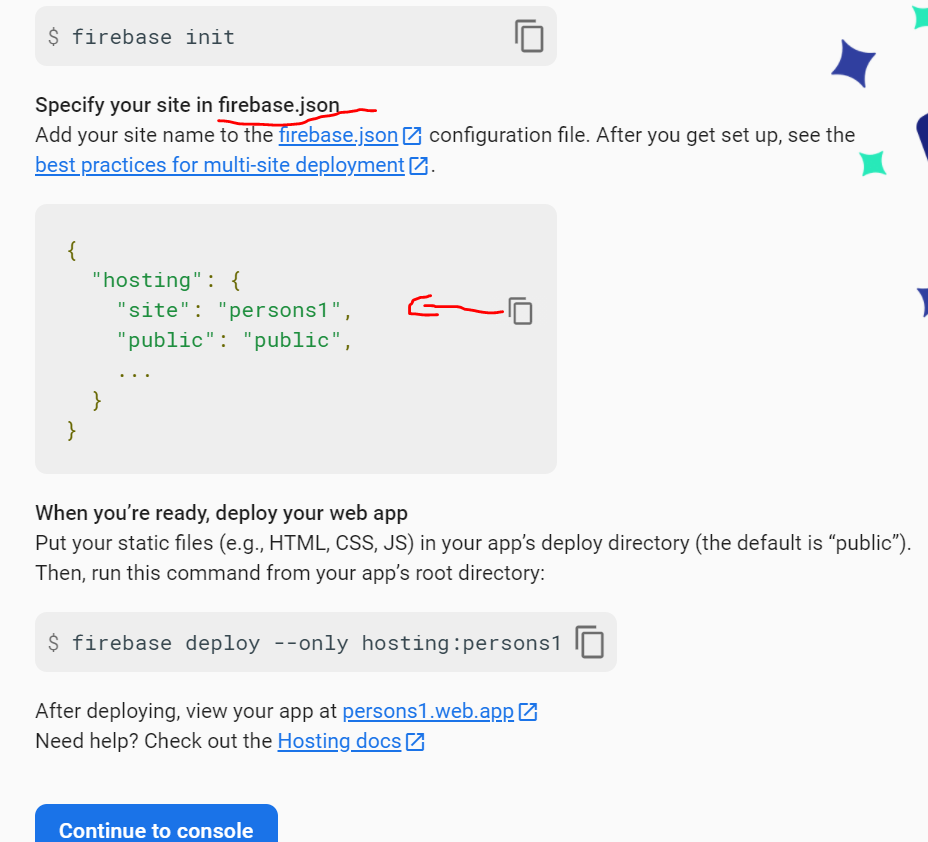 $ firebase init
Specify your site in firebase.json
Add your site name to the firebase.json configuration file. After you get set up, see the
best practices for multi-site deployment.
{
  "hosting": {
    "site": "persons1",
    "public": "public",
    ...
  }
}
When you’re ready, deploy your web app
Put your static files (e.g., HTML, CSS, JS) in your app’s deploy directory (the default is “public”).
Then, run this command from your app’s root directory:
$ firebase deploy --only hosting:persons1
After deploying, view your app at persons1.web.app
Need help? Check out the Hosting docs
Continue to console